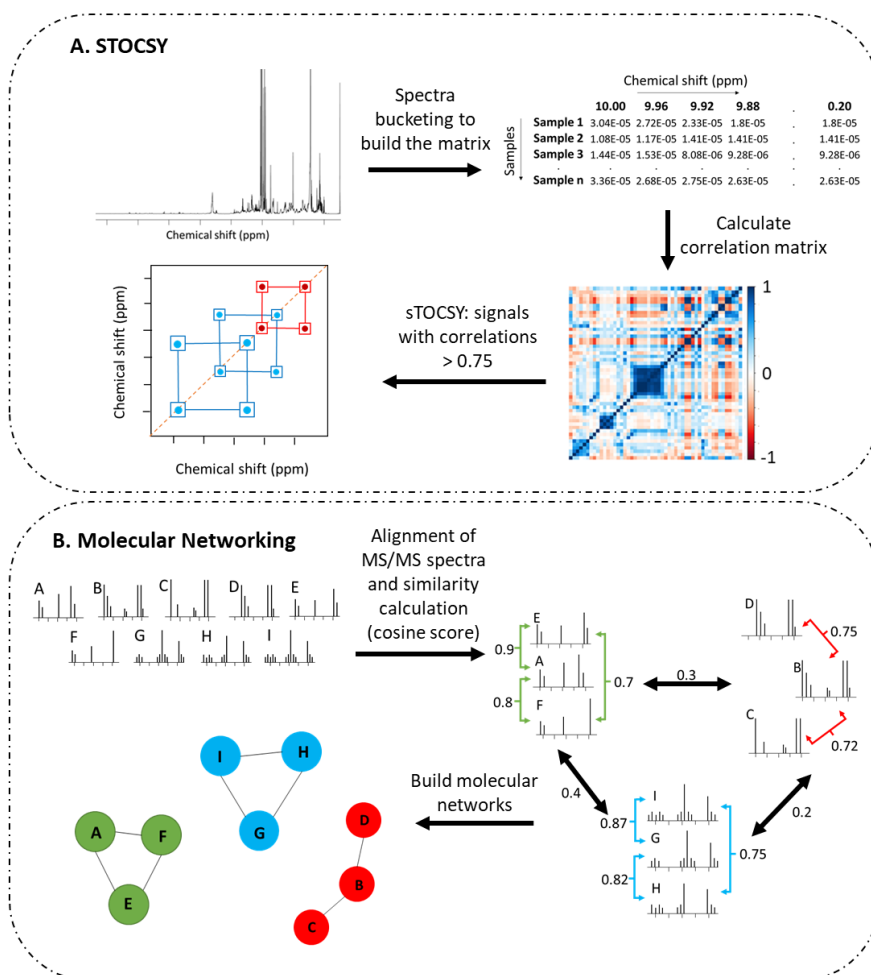 A. STOCSY
Spectra
bucketing to
build the matrix
Chemical shift (ppm)
Chemical shift (ppm)
10.00 9.96 9.92 9.88 . 0.20
Samples
Sample 1 3.04E-05 2.72E-05 2.33E-05 1.8E-05 . 1.8E-05
Sample 2 1.08E-05 1.17E-05 1.41E-05 1.41E-05 . 1.41E-05
Sample 3 1.44E-05 1.53E-05 8.08E-06 9.28E-06 . 9.28E-06
. . . . . .
Sample n 3.36E-05 2.68E-05 2.75E-05 2.63E-05 . 2.63E-05
Calculate
correlation matrix
1
0
-1
sTOCSY: signals
with correlations
> 0.75
Chemical shift (ppm)
Chemical shift (ppm)
B. Molecular Networking
A
B
C
D
E
F
G
H
I
Alignment of
MS/MS spectra
and similarity
calculation
(cosine score)
E
A
F
0.9
0.8
0.7
0.3
D
B
C
0.75
0.72
0.4
0.2
I
G
H
0.87
0.82
0.75
Build molecular
networks
I
H
G
A
F
E
D
B
C